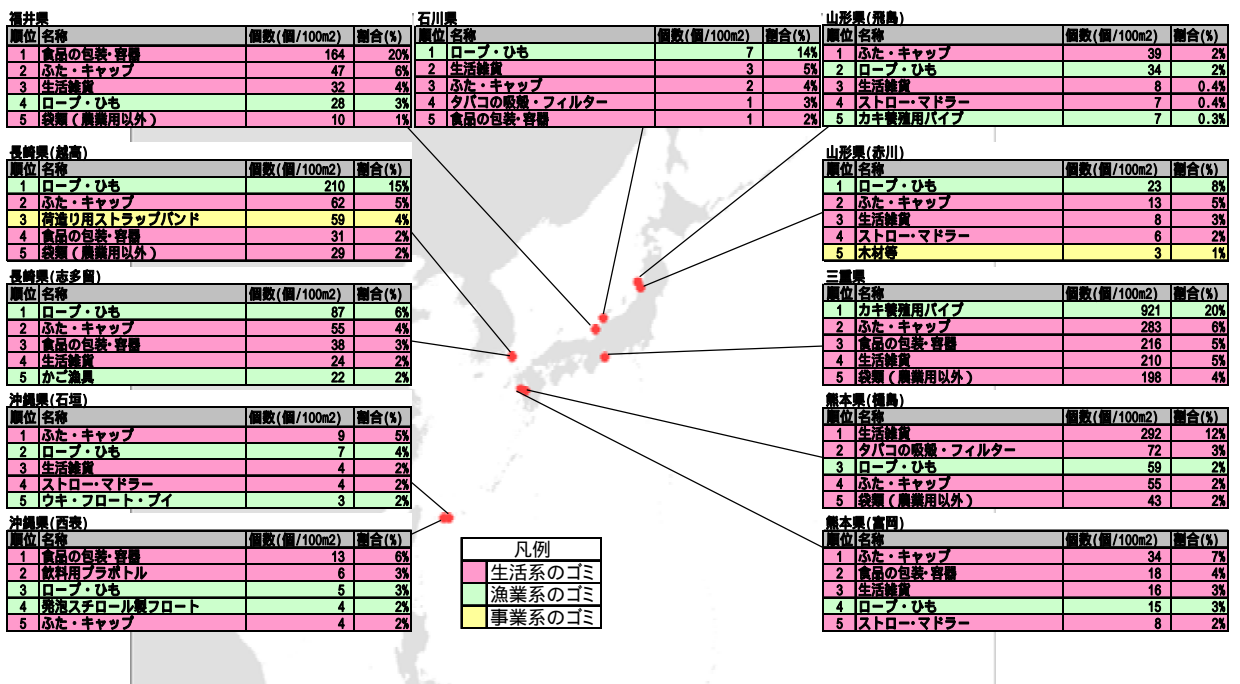 福井県
順位 名称 個数(個/100m2) 割合(%)
1 食品の包装・容器 164 20%
2 ふた・キャップ 47 6%
3 生活雑貨 32 4%
4 ロープ・ひも 28 3%
5 袋類(農業用以外) 10 1%
石川県
順位 名称 個数(個/100m2) 割合(%)
1 ロープ・ひも 7 14%
2 生活雑貨 3 5%
3 ふた・キャップ 2 4%
4 タバコの吸殻・フィルター 1 3%
5 食品の包装・容器 1 2%
山形県(飛島)
順位 名称 個数(個/100m2) 割合(%)
1 ふた・キャップ 39 2%
2 ロープ・ひも 34 2%
3 生活雑貨 8 0.4%
4 ストロー・マドラー 7 0.4%
5 カキ養殖用パイプ 7 0.3%
長崎県(越高)
順位 名称 個数(個/100m2) 割合(%)
1 ロープ・ひも 210 15%
2 ふた・キャップ 62 5%
3 荷造り用ストラップバンド 59 4%
4 食品の包装・容器 31 2%
5 袋類(農業用以外) 29 2%
山形県(赤川)
順位 名称 個数(個/100m2) 割合(%)
1 ロープ・ひも 23 8%
2 ふた・キャップ 13 5%
3 生活雑貨 8 3%
4 ストロー・マドラー 6 2%
5 木材等 3 1%
長崎県(志多留)
順位 名称 個数(個/100m2) 割合(%)
1 ロープ・ひも 87 6%
2 ふた・キャップ 55 4%
3 食品の包装・容器 38 3%
4 生活雑貨 24 2%
5 かご漁具 22 2%
三重県
順位 名称 個数(個/100m2) 割合(%)
1 カキ養殖用パイプ 921 20%
2 ふた・キャップ 283 6%
3 食品の包装・容器 216 5%
4 生活雑貨 210 5%
5 袋類(農業用以外) 198 4%
沖縄県(石垣)
順位 名称 個数(個/100m2) 割合(%)
1 ふた・キャップ 9 5%
2 ロープ・ひも 7 4%
3 生活雑貨 4 2%
4 ストロー・マドラー 4 2%
5 ウキ・フロート・ブイ 3 2%
熊本県(樋島)
順位 名称 個数(個/100m2) 割合(%)
1 生活雑貨 292 12%
2 タバコの吸殻・フィルター 72 3%
3 ロープ・ひも 59 2%
4 ふた・キャップ 55 2%
5 袋類(農業用以外) 43 2%
沖縄県(西表)
順位 名称 個数(個/100m2) 割合(%)
1 食品の包装・容器 13 6%
2 飲料用プラボトル 6 3%
3 ロープ・ひも 5 3%
4 発泡スチロール製フロート 4 2%
5 ふた・キャップ 4 2%
熊本県(富岡)
順位 名称 個数(個/100m2) 割合(%)
1 ふた・キャップ 34 7%
2 食品の包装・容器 18 4%
3 生活雑貨 16 3%
4 ロープ・ひも 15 3%
5 ストロー・マドラー 8 2%
凡例
生活系のゴミ
漁業系のゴミ
事業系のゴミ